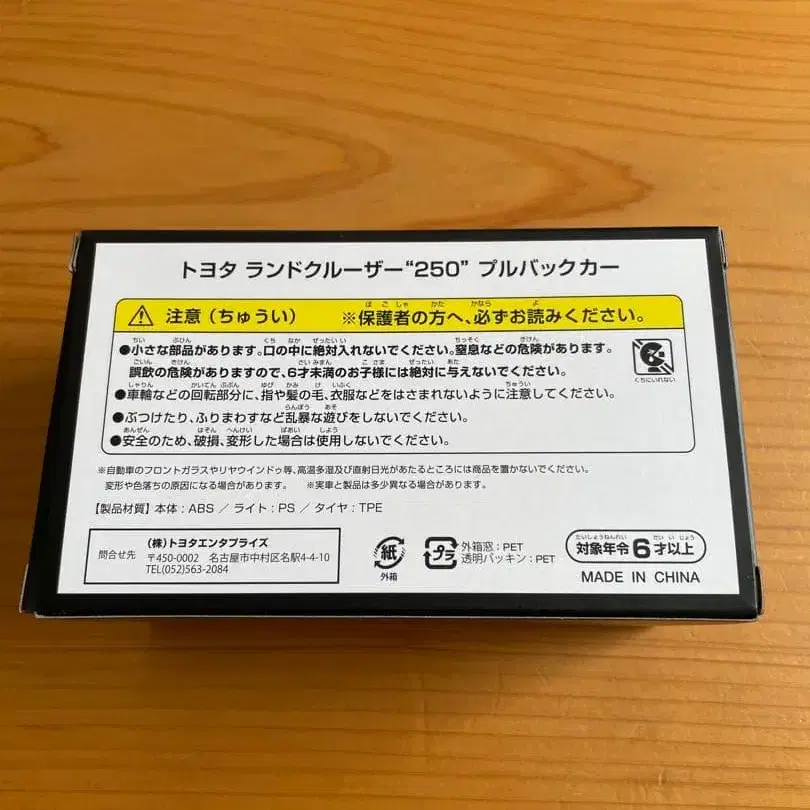 トヨタ ランドクルーザー“250” プルバックカー
注意（ちゅうい） ※保護者の方へ、必ずお読みください。
●小さな部品があります。口の中に絶対入れないでください。窒息などの危険があります。
誤飲の危険がありますので、6才未満のお子様には絶対に与えないでください。
●車輪などの回転部分に、指や髪の毛、衣服などをはさまれないように注意してください。
●ぶつけたり、ふりまわすなど乱暴な遊びをしないでください。
●安全のため、破損、変形した場合は使用しないでください。
くちにいれない
※自動車のフロントガラスやリヤウインドゥ等、高温多湿及び直射日光があたるところには商品を置かないでください。
変形や色落ちの原因になる場合があります。 ※実車と製品は多少異なる場合があります。
【製品材質】本体：ABS ／ ライト：PS ／ タイヤ：TPE
問合せ先
（株）トヨタエンタプライズ
〒450-0002 名古屋市中村区名駅4-4-10
TEL(052)563-2084
紙
外箱
プラ
外箱窓：PET
透明パッキン：PET
対象年令6才以上
MADE IN CHINA